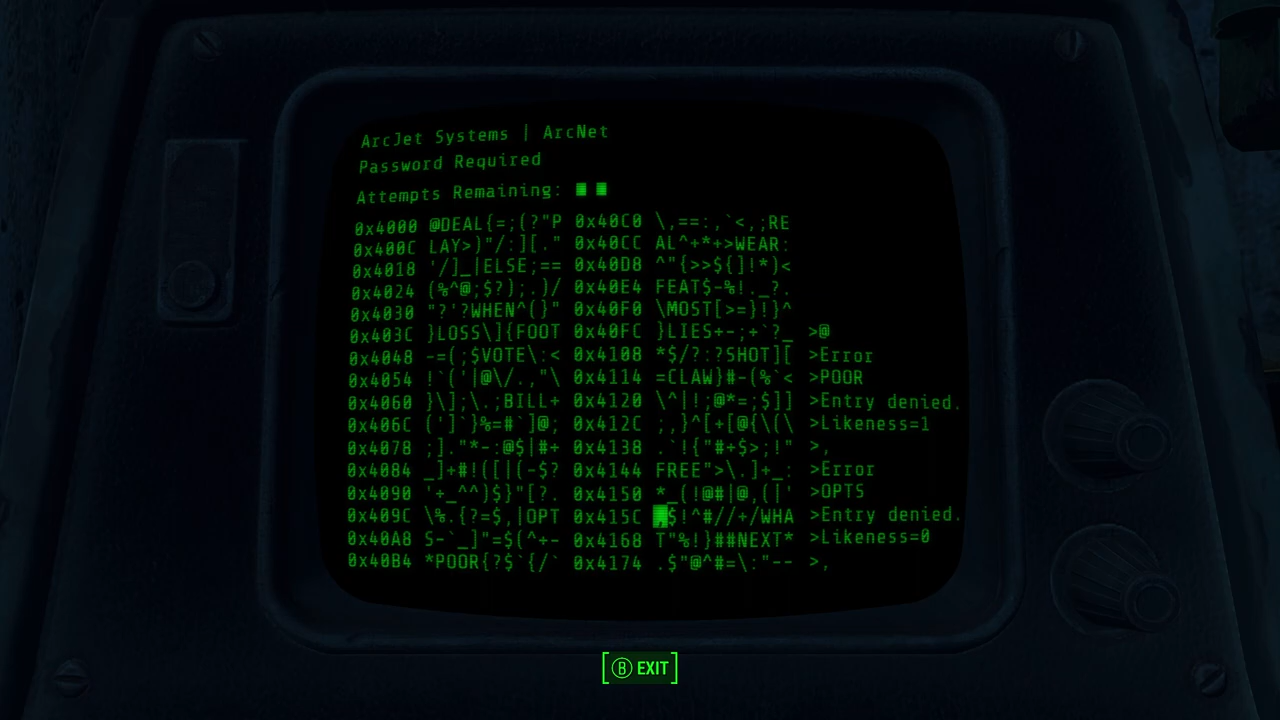 ArcJet Systems | ArcNet
Password Required
Attempts Remaining: ■ ■
0x4000 @DEAL{=;(?"P 0x40C0 \,==:,`<,;RE
0x400C LAY>)"/:][." 0x40CC AL^+*+>WEAR:
0x4018 '/]_|ELSE;== 0x40D8 ^"{>>${]!*)<
0x4024 (%^@;$?);.)/ 0x40E4 FEAT$-%!._?.
0x4030 "?'?WHEN^(}" 0x40F0 \MOST[>=}!}^
0x403C }LOSS\]{FOOT 0x40FC }LIES+-;+`?_ >@
0x4048 -=(;$VOTE\:< 0x4108 *$/?:?SHOT][ >Error
0x4054 !`('|@\/.,"\ 0x4114 =CLAW}#-(%`< >POOR
0x4060 }\];\.;BILL+ 0x4120 \^|!;@*=;$]] >Entry denied.
0x406C (']`}%=#`]@; 0x412C ;,}^[+[@{\(\ >Likeness=1
0x4078 ;]."*-:@$|#+ 0x4138 .`!{"#+$>;!" >,
0x4084 _]+#!([|(-$? 0x4144 FREE">\.]+_: >Error
0x4090 '+_^^)$}"[?. 0x4150 *_(!@#|@,(|' >OPTS
0x409C \%.{?=$,|OPT 0x415C ,$!^#//+/WHA >Entry denied.
0x40A8 S-`_]"=$(^+- 0x4168 T"%!}##NEXT* >Likeness=0
0x40B4 *POOR{?$`{/` 0x4174 .$"@^#=\:"-- >,
Ⓑ EXIT